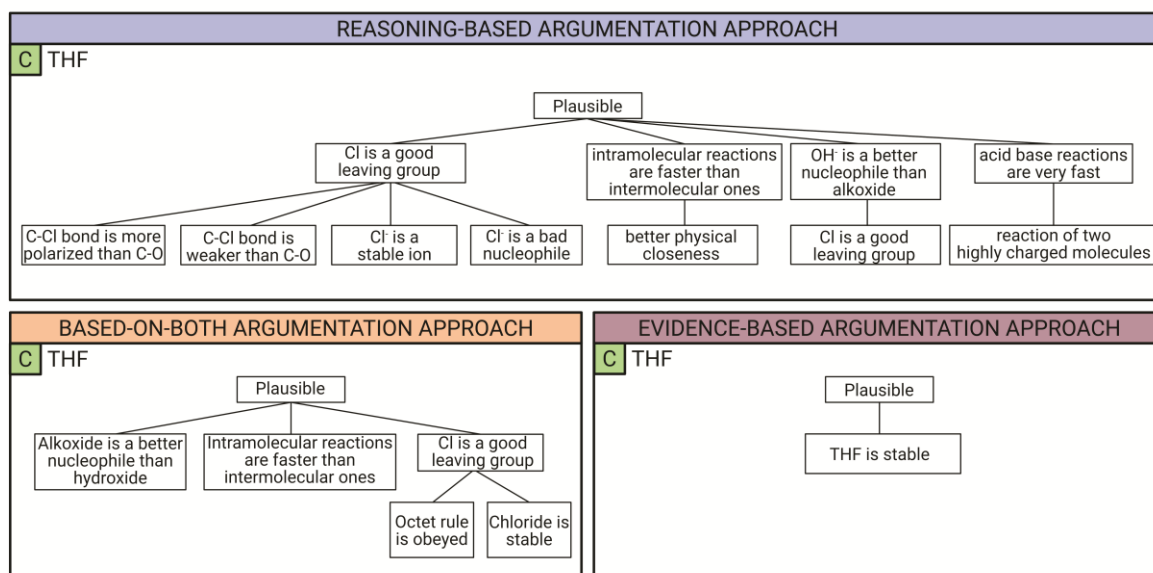 REASONING-BASED ARGUMENTATION APPROACH
C THF
Plausible
Cl is a good
leaving group
intramolecular reactions
are faster than
intermolecular ones
OH⁻ is a better
nucleophile than
alkoxide
acid base reactions
are very fast
C-Cl bond is more
polarized than C-O
C-Cl bond is
weaker than C-O
Cl⁻ is a
stable ion
Cl⁻ is a bad
nucleophile
better physical
closeness
Cl is a good
leaving group
reaction of two
highly charged molecules
BASED-ON-BOTH ARGUMENTATION APPROACH
C THF
Plausible
Alkoxide is a better
nucleophile than
hydroxide
Intramolecular reactions
are faster than
intermolecular ones
Cl is a good
leaving group
Octet rule
is obeyed
Chloride is
stable
EVIDENCE-BASED ARGUMENTATION APPROACH
C THF
Plausible
THF is stable